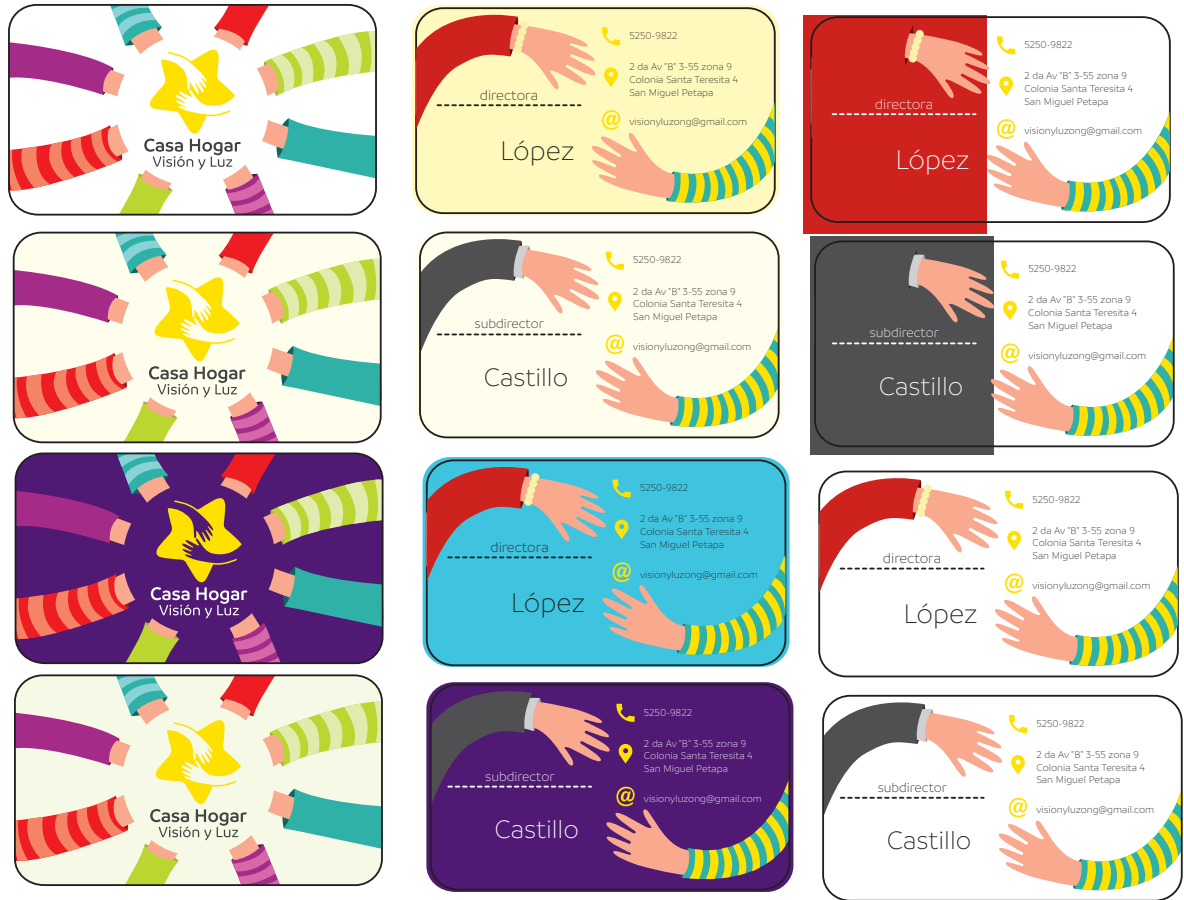 Casa Hogar
Visión y Luz
directora
López
5250-9822
2 da Av "B" 3-55 zona 9
Colonia Santa Teresita 4
San Miguel Petapa
@ visionyluzong@gmail.com
directora
López
5250-9822
2 da Av "B" 3-55 zona 9
Colonia Santa Teresita 4
San Miguel Petapa
@ visionyluzong@gmail.com
Casa Hogar
Visión y Luz
subdirector
Castillo
5250-9822
2 da Av "B" 3-55 zona 9
Colonia Santa Teresita 4
San Miguel Petapa
@ visionyluzong@gmail.com
subdirector
Castillo
5250-9822
2 da Av "B" 3-55 zona 9
Colonia Santa Teresita 4
San Miguel Petapa
@ visionyluzong@gmail.com
Casa Hogar
Visión y Luz
directora
López
5250-9822
2 da Av "B" 3-55 zona 9
Colonia Santa Teresita 4
San Miguel Petapa
@ visionyluzong@gmail.com
directora
López
5250-9822
2 da Av "B" 3-55 zona 9
Colonia Santa Teresita 4
San Miguel Petapa
@ visionyluzong@gmail.com
Casa Hogar
Visión y Luz
subdirector
Castillo
5250-9822
2 da Av "B" 3-55 zona 9
Colonia Santa Teresita 4
San Miguel Petapa
@ visionyluzong@gmail.com
subdirector
Castillo
5250-9822
2 da Av "B" 3-55 zona 9
Colonia Santa Teresita 4
San Miguel Petapa
@ visionyluzong@gmail.com